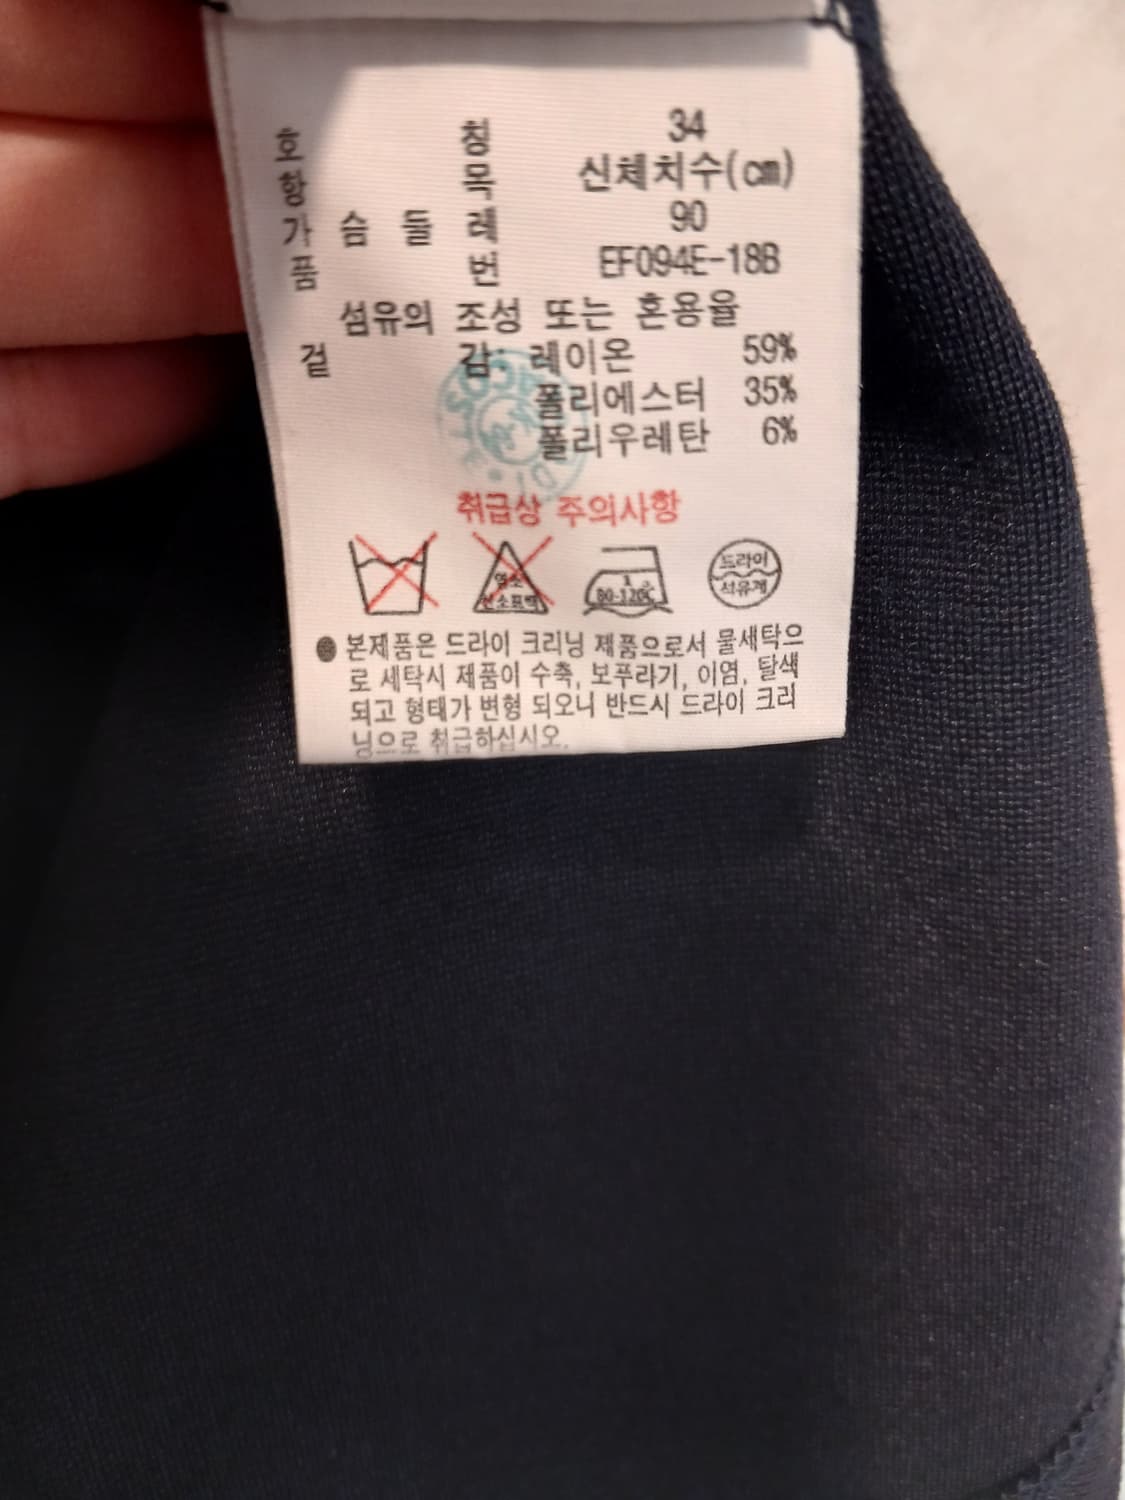 호 칭 34
항 목 신체치수(cm)
가 슴 둘 레 90
품 번 EF094E-18B
섬유의 조성 또는 혼용율
겉 감: 레이온 59%
폴리에스터 35%
폴리우레탄 6%
취급상 주의사항
염소 산소표백 80-120℃ 드라이 석유계
● 본제품은 드라이 크리닝 제품으로서 물세탁으
로 세탁시 제품이 수축, 보푸라기, 이염, 탈색
되고 형태가 변형 되오니 반드시 드라이 크리
닝으로 취급하십시오.